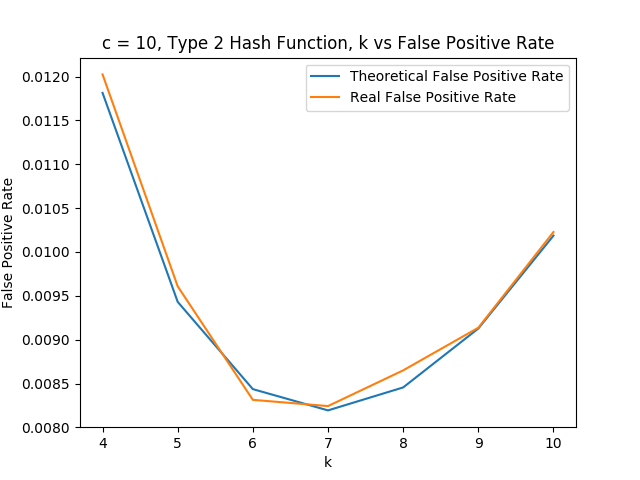 c = 10, Type 2 Hash Function, k vs False Positive Rate
Theoretical False Positive Rate
Real False Positive Rate
False Positive Rate
0.0120
0.0115
0.0110
0.0105
0.0100
0.0095
0.0090
0.0085
0.0080
4 5 6 7 8 9 10
k